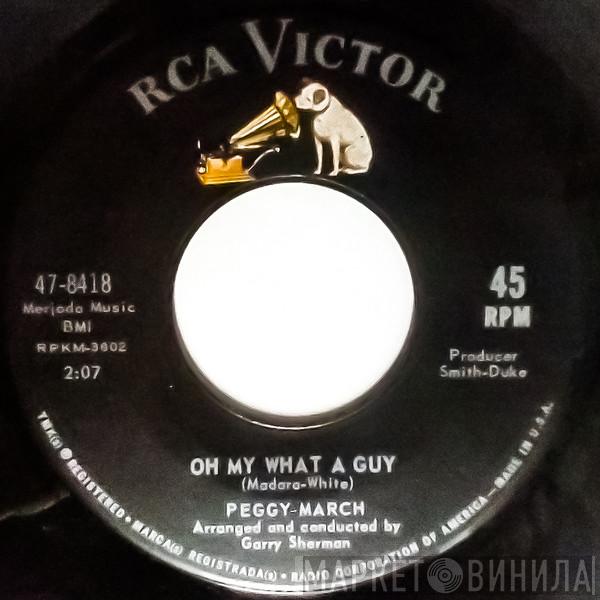 RCA VICTOR
47-8418
Merjoda Music
BMI
RPKM-3602
2:07
45
RPM
Producer
Smith-Duke
OH MY WHAT A GUY
(Madara-White)
PEGGY-MARCH
Arranged and conducted by
Garry Sherman
TMK(s) ® REGISTERED • MARCA(s) REGISTRADA(s) • RADIO CORPORATION OF AMERICA—MADE IN U.S.A.
МАРКЕТ ВИНИЛА